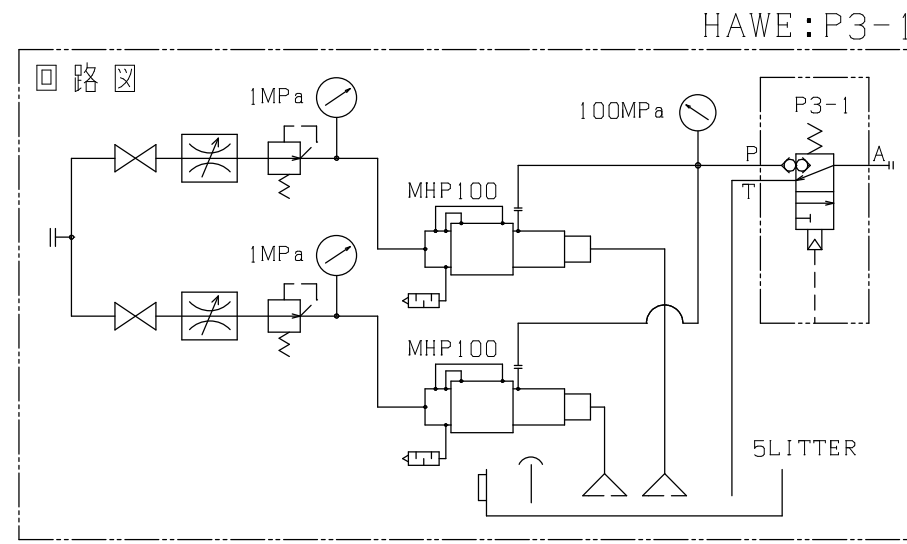 HAWE:P3-1
回路図
1MPa
100MPa
P3-1
P
A
T
MHP100
1MPa
MHP100
5LITTER